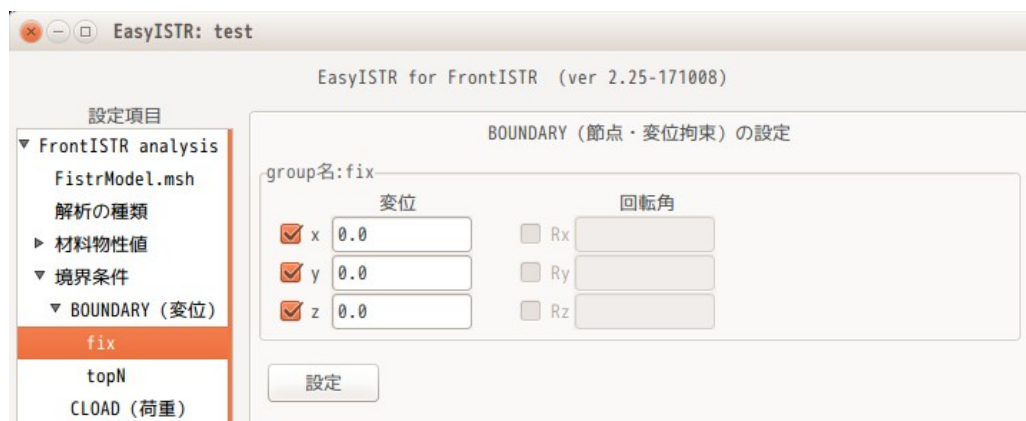 EasyISTR: test
EasyISTR for FrontISTR (ver 2.25-171008)
設定項目
FrontISTR analysis
FistrModel.msh
解析の種類
材料物性値
境界条件
BOUNDARY (変位)
fix
topN
CLOAD (荷重)
BOUNDARY (節点・変位拘束) の設定
group名:fix
変位 回転角
x 0.0 Rx
y 0.0 Ry
z 0.0 Rz
設定